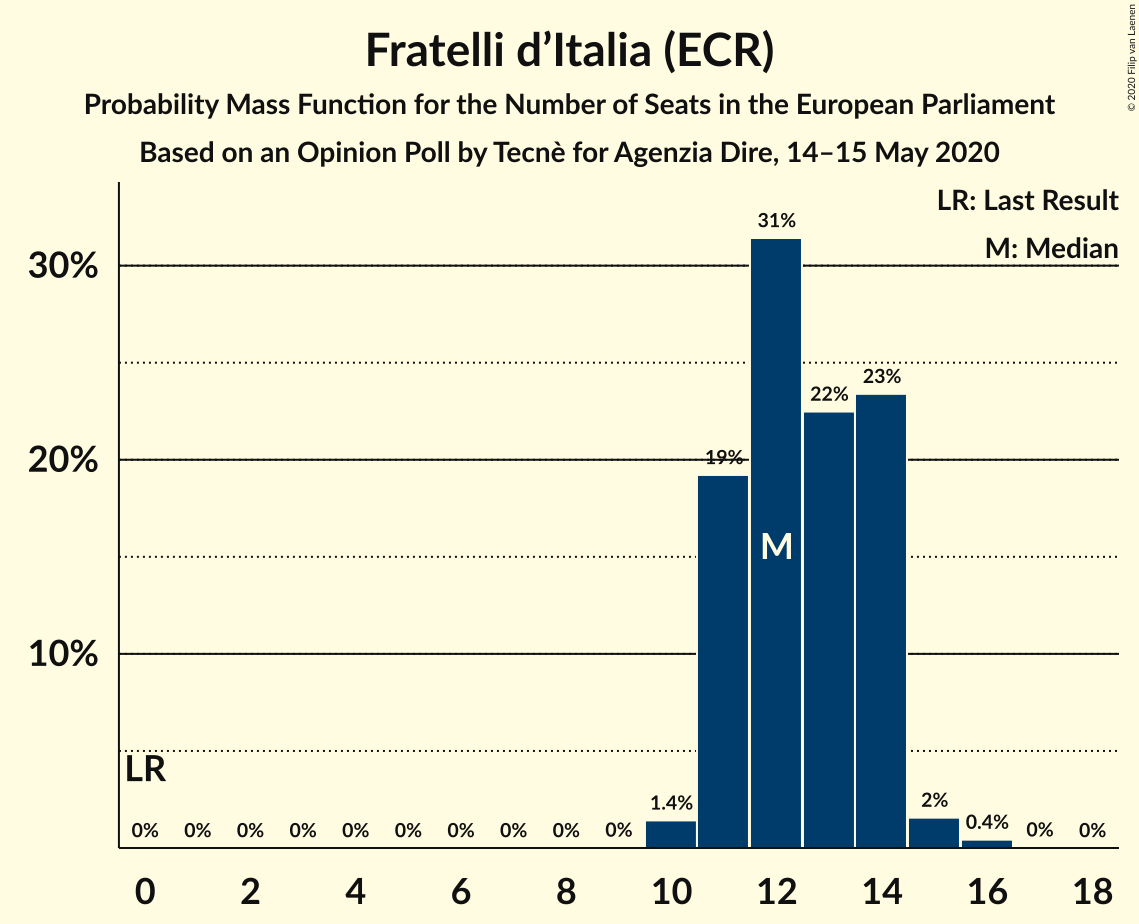 Fratelli d’Italia (ECR)
Probability Mass Function for the Number of Seats in the European Parliament
Based on an Opinion Poll by Tecnè for Agenzia Dire, 14–15 May 2020
© 2020 Filip van Laenen
LR: Last Result
M: Median
30%
20%
10%
31%
23%
22%
19%
M
LR
0% 0% 0% 0% 0% 0% 0% 0% 0% 0% 1.4% 2% 0.4% 0% 0%
0 2 4 6 8 10 12 14 16 18